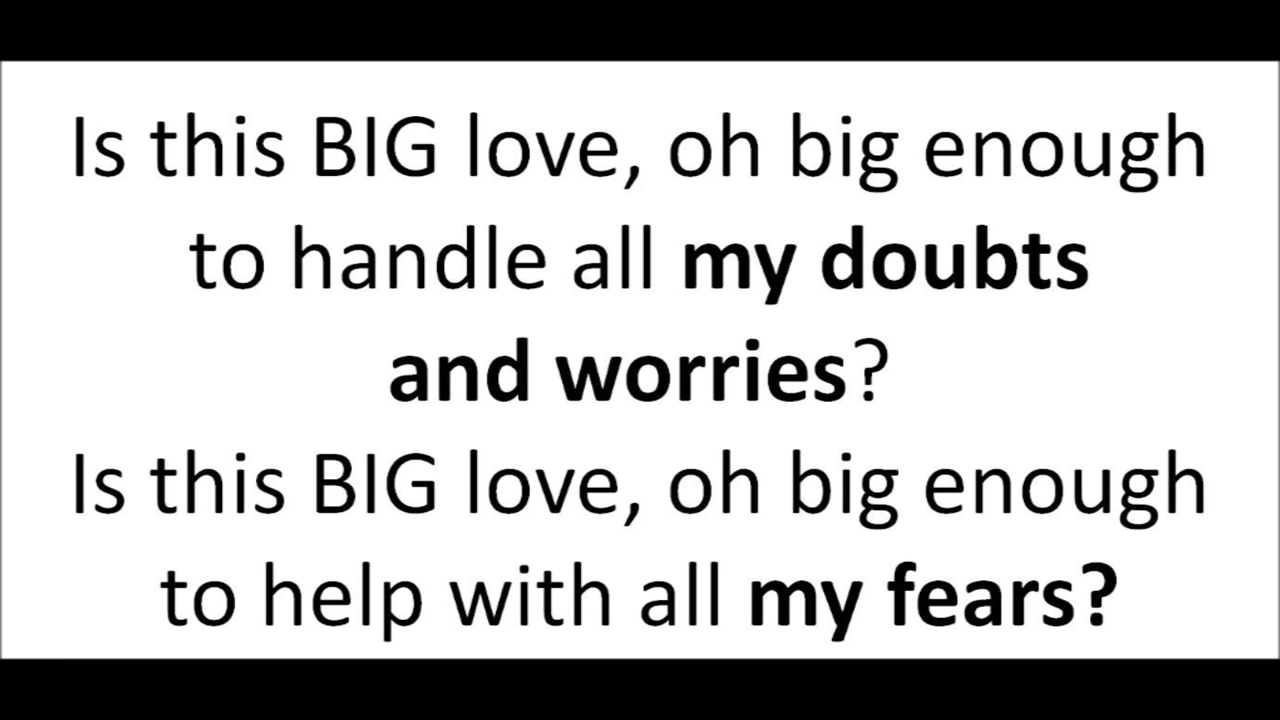 Is this BIG love, oh big enough
to handle all my doubts
and worries?
Is this BIG love, oh big enough
to help with all my fears?